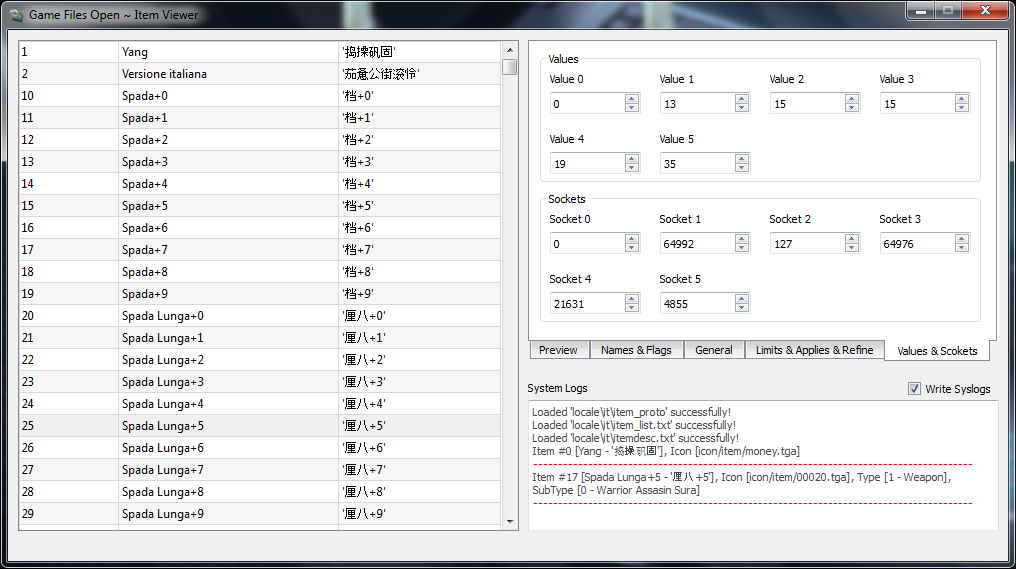 Game Files Open ~ Item Viewer
1 Yang '捣搡矾固'
2 Versione italiana '茄惫公街滚怜'
10 Spada+0 '档+0'
11 Spada+1 '档+1'
12 Spada+2 '档+2'
13 Spada+3 '档+3'
14 Spada+4 '档+4'
15 Spada+5 '档+5'
16 Spada+6 '档+6'
17 Spada+7 '档+7'
18 Spada+8 '档+8'
19 Spada+9 '档+9'
20 Spada Lunga+0 '厘八+0'
21 Spada Lunga+1 '厘八+1'
22 Spada Lunga+2 '厘八+2'
23 Spada Lunga+3 '厘八+3'
24 Spada Lunga+4 '厘八+4'
25 Spada Lunga+5 '厘八+5'
26 Spada Lunga+6 '厘八+6'
27 Spada Lunga+7 '厘八+7'
28 Spada Lunga+8 '厘八+8'
29 Spada Lunga+9 '厘八+9'
Values
Value 0 Value 1 Value 2 Value 3
0 13 15 15
Value 4 Value 5
19 35
Sockets
Socket 0 Socket 1 Socket 2 Socket 3
0 64992 127 64976
Socket 4 Socket 5
21631 4855
Preview Names & Flags General Limits & Applies & Refine Values & Scokets
System Logs Write Syslogs
Loaded 'locale\it\item_proto' successfully!
Loaded 'locale\it\item_list.txt' successfully!
Loaded 'locale\it\itemdesc.txt' successfully!
Item #0 [Yang - '捣搡矾固'], Icon [icon/item/money.tga]
Item #17 [Spada Lunga+5 - '厘八+5'], Icon [icon/item/00020.tga], Type [1 - Weapon],
SubType [0 - Warrior Assasin Sura]